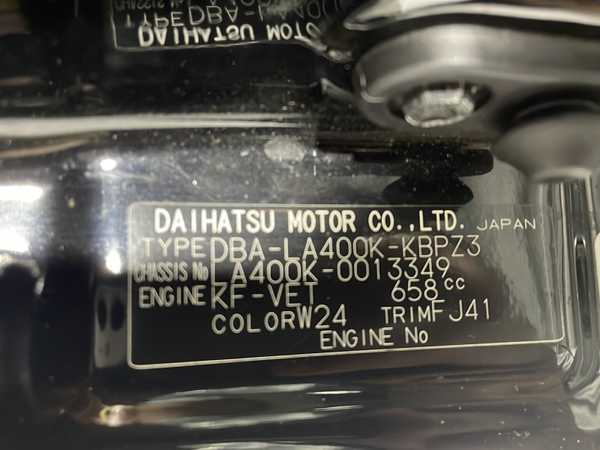 DAIHATSU MOTOR CO.,LTD. JAPAN
TYPE DBA-LA400K-KBPZ3
CHASSIS No LA400K-0013349
ENGINE KF-VET 658cc
COLOR W24 TRIM FJ41
ENGINE No